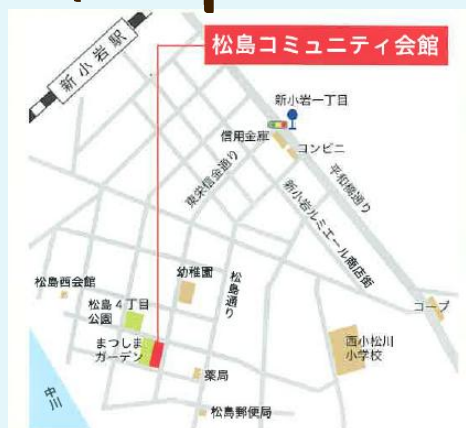 松島コミュニティ会館
新小岩駅
新小岩一丁目
信用金庫
コンビニ
東栄信金通り
平和橋通り
新小岩ルミエール商店街
幼稚園
松島通り
松島西会館
松島4丁目
公園
コープ
まつしま
ガーデン
西小松川
小学校
薬局
中川
松島郵便局